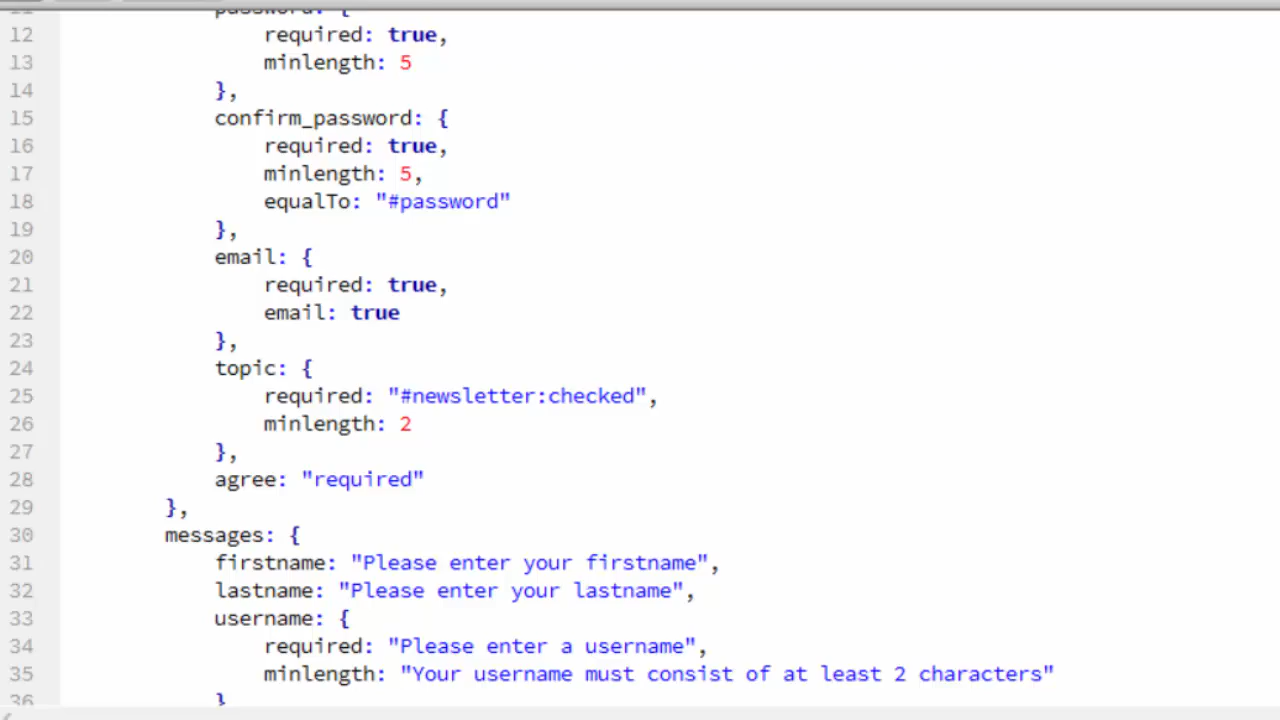 11 password: {
12 required: true,
13 minlength: 5
14 },
15 confirm_password: {
16 required: true,
17 minlength: 5,
18 equalTo: "#password"
19 },
20 email: {
21 required: true,
22 email: true
23 },
24 topic: {
25 required: "#newsletter:checked",
26 minlength: 2
27 },
28 agree: "required"
29 },
30 messages: {
31 firstname: "Please enter your firstname",
32 lastname: "Please enter your lastname",
33 username: {
34 required: "Please enter a username",
35 minlength: "Your username must consist of at least 2 characters"
36 }